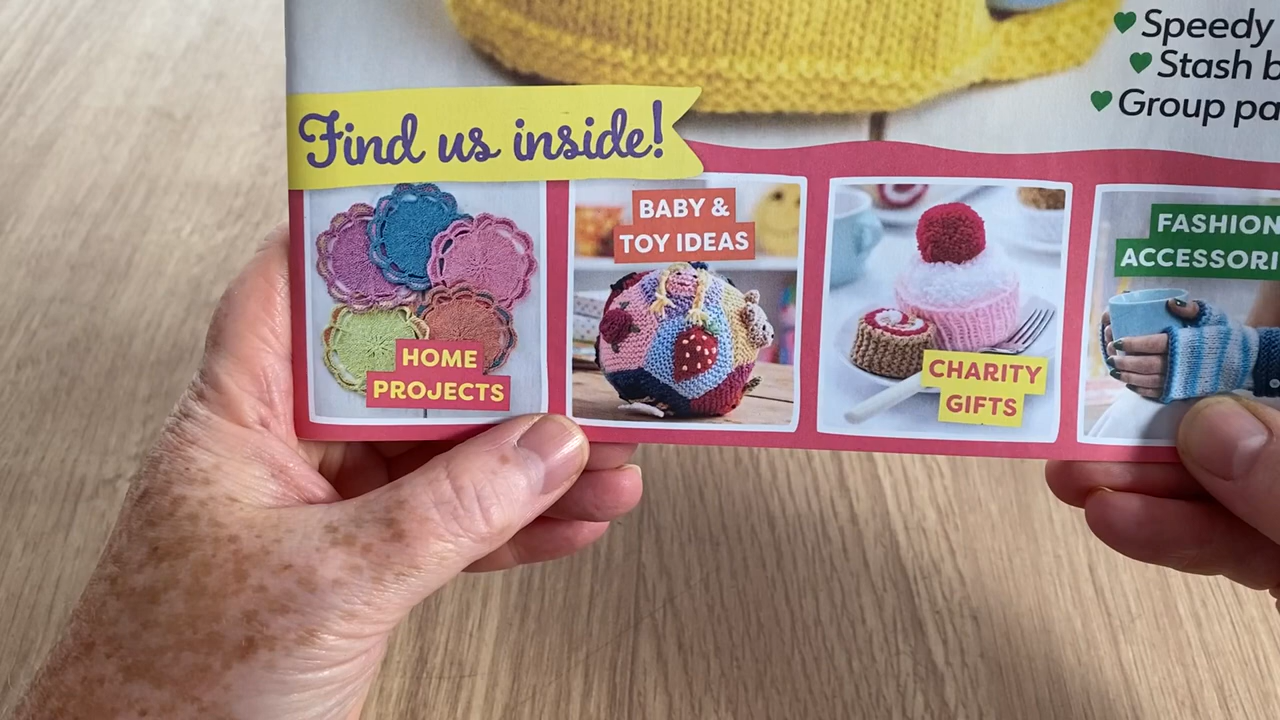 Speedy
Stash
Group
Find us inside!
HOME
PROJECTS
BABY &
TOY IDEAS
CHARITY
GIFTS
FASHION